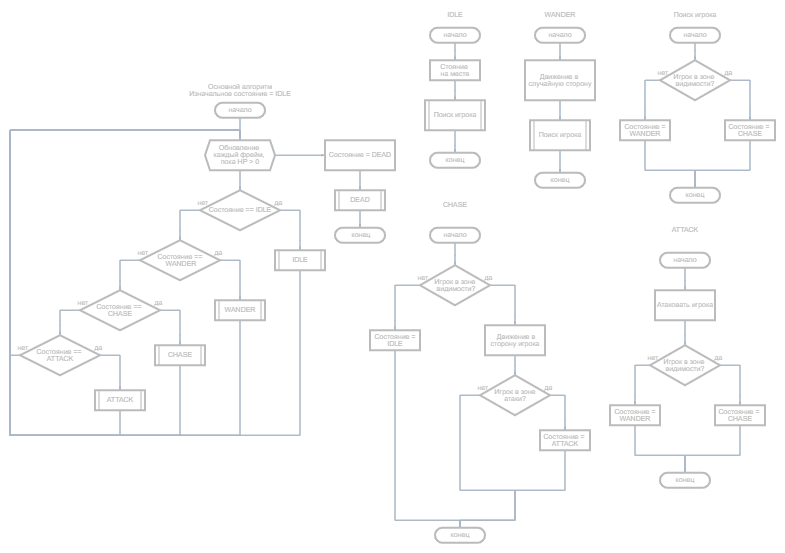 Основной алгоритм
Изначальное состояние = IDLE
начало
Обновление
каждый фрейм,
пока HP > 0
Состояние = DEAD
DEAD
конец
Состояние == IDLE
нет
да
IDLE
Состояние ==
WANDER
нет
да
WANDER
Состояние ==
CHASE
нет
да
CHASE
Состояние ==
ATTACK
нет
да
ATTACK
IDLE
начало
Стояние
на месте
Поиск игрока
конец
WANDER
начало
Движение в
случайную сторону
Поиск игрока
конец
Поиск игрока
начало
нет
да
Игрок в зоне
видимости?
Состояние =
WANDER
Состояние =
CHASE
конец
CHASE
начало
нет
да
Игрок в зоне
видимости?
Состояние =
IDLE
Движение в
сторону игрока
нет
да
Игрок в зоне
атаки?
Состояние =
ATTACK
конец
ATTACK
начало
Атаковать игрока
нет
да
Игрок в зоне
видимости?
Состояние =
WANDER
Состояние =
CHASE
конец